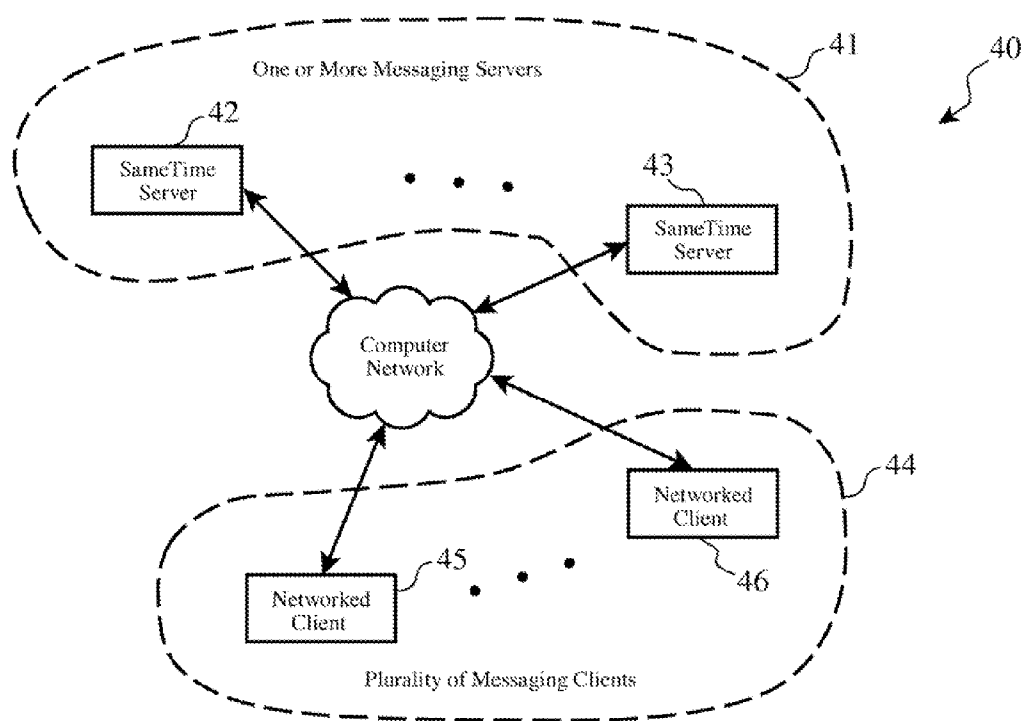 41
40
One or More Messaging Servers
42
SameTime
Server
43
SameTime
Server
Computer
Network
44
Networked
Client
45
46
Networked
Client
Plurality of Messaging Clients